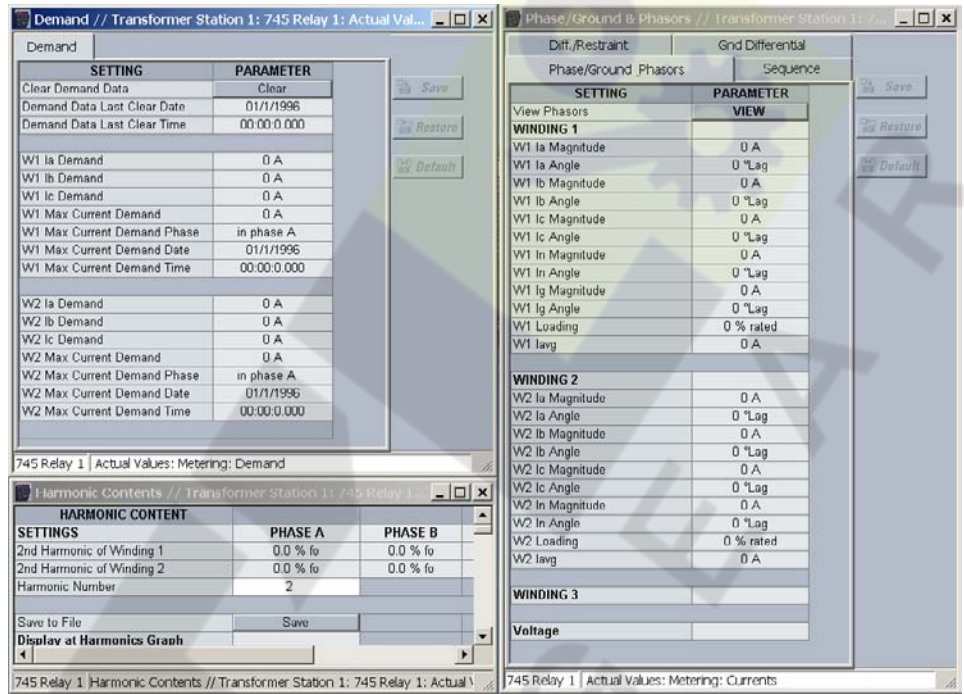 Demand // Transformer Station 1: 745 Relay 1: Actual Val...
Demand
SETTING PARAMETER
Clear Demand Data Clear
Demand Data Last Clear Date 01/1/1996
Demand Data Last Clear Time 00:00:0.000
W1 Ia Demand 0 A
W1 Ib Demand 0 A
W1 Ic Demand 0 A
W1 Max Current Demand 0 A
W1 Max Current Demand Phase in phase A
W1 Max Current Demand Date 01/1/1996
W1 Max Current Demand Time 00:00:0.000
W2 Ia Demand 0 A
W2 Ib Demand 0 A
W2 Ic Demand 0 A
W2 Max Current Demand 0 A
W2 Max Current Demand Phase in phase A
W2 Max Current Demand Date 01/1/1996
W2 Max Current Demand Time 00:00:0.000
Save
Restore
Default
745 Relay 1 Actual Values: Metering: Demand
Harmonic Contents // Transformer Station 1: 745 Relay 1...
HARMONIC CONTENT
SETTINGS PHASE A PHASE B
2nd Harmonic of Winding 1 0.0 % fo 0.0 % fo
2nd Harmonic of Winding 2 0.0 % fo 0.0 % fo
Harmonic Number 2
Save to File Save
Display at Harmonics Graph
745 Relay 1 Harmonic Contents // Transformer Station 1: 745 Relay 1: Actual
Phase/Ground & Phasors // Transformer Station 1: 7...
Diff./Restraint Gnd Differential
Phase/Ground _Phasors Sequence
SETTING PARAMETER
View Phasors VIEW
WINDING 1
W1 Ia Magnitude 0 A
W1 Ia Angle 0 °Lag
W1 Ib Magnitude 0 A
W1 Ib Angle 0 °Lag
W1 Ic Magnitude 0 A
W1 Ic Angle 0 °Lag
W1 In Magnitude 0 A
W1 In Angle 0 °Lag
W1 Ig Magnitude 0 A
W1 Ig Angle 0 °Lag
W1 Loading 0 % rated
W1 Iavg 0 A
WINDING 2
W2 Ia Magnitude 0 A
W2 Ia Angle 0 °Lag
W2 Ib Magnitude 0 A
W2 Ib Angle 0 °Lag
W2 Ic Magnitude 0 A
W2 Ic Angle 0 °Lag
W2 In Magnitude 0 A
W2 In Angle 0 °Lag
W2 Loading 0 % rated
W2 Iavg 0 A
WINDING 3
Voltage
Save
Restore
Default
745 Relay 1 Actual Values: Metering: Currents